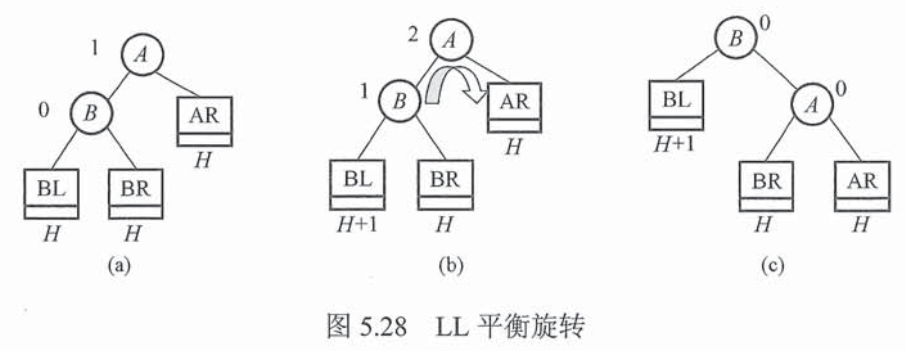 1 A
0 B
AR
H
BL BR
H H
(a)
2 A
1 B
AR
H
BL BR
H+1 H
(b)
B 0
BL
H+1
A 0
BR AR
H H
(c)
图 5.28 LL 平衡旋转